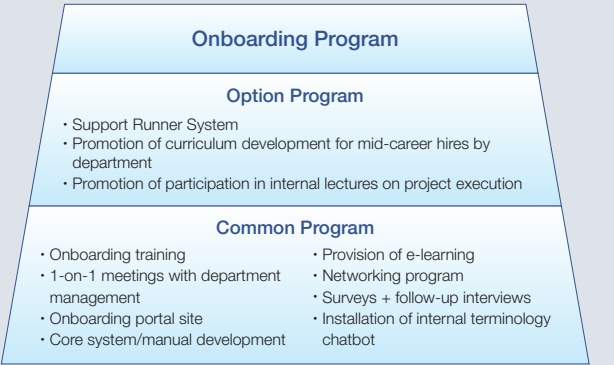 Onboarding Program
Option Program
・Support Runner System
・Promotion of curriculum development for mid-career hires by
department
・Promotion of participation in internal lectures on project execution
Common Program
・Onboarding training
・1-on-1 meetings with department
management
・Onboarding portal site
・Core system/manual development
・Provision of e-learning
・Networking program
・Surveys + follow-up interviews
・Installation of internal terminology
chatbot